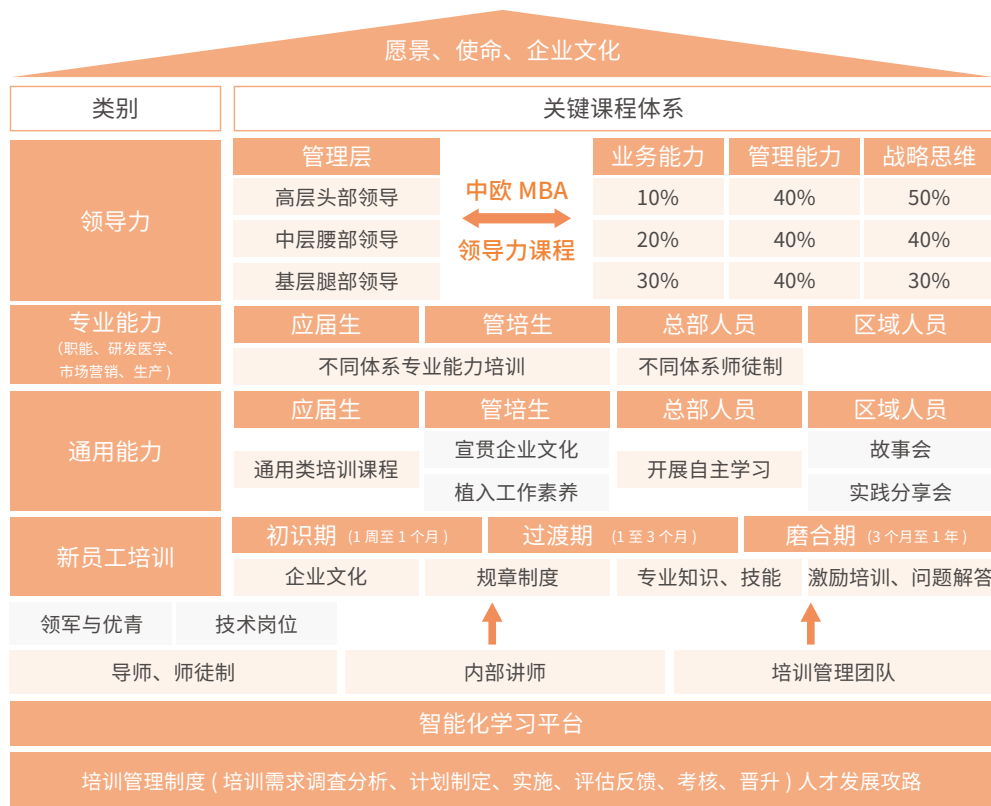 愿景、使命、企业文化
类别
关键课程体系
领导力
管理层
中欧 MBA
领导力课程
业务能力
管理能力
战略思维
高层头部领导
10%
40%
50%
中层腰部领导
20%
40%
40%
基层腿部领导
30%
40%
30%
专业能力
（职能、研发医学、
市场营销、生产 )
应届生
管培生
总部人员
区域人员
不同体系专业能力培训
不同体系师徒制
通用能力
应届生
管培生
总部人员
区域人员
通用类培训课程
宣贯企业文化
植入工作素养
开展自主学习
故事会
实践分享会
新员工培训
初识期 (1 周至 1 个月 )
过渡期 (1 至 3 个月 )
磨合期 (3 个月至 1 年 )
企业文化
规章制度
专业知识、技能
激励培训、问题解答
领军与优青
技术岗位
导师、师徒制
内部讲师
培训管理团队
智能化学习平台
培训管理制度 ( 培训需求调查分析、计划制定、实施、评估反馈、考核、晋升 ) 人才发展攻路